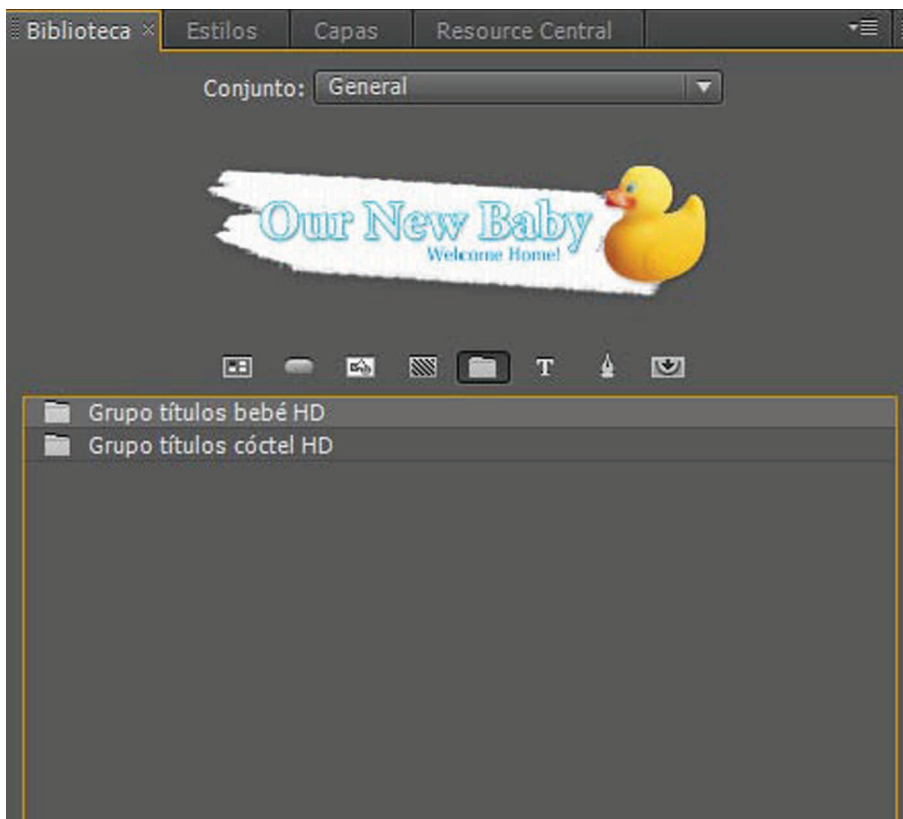 Biblioteca Estilos Capas Resource Central
Conjunto: General
Our New Baby
Welcome Home!
T
Grupo títulos bebé HD
Grupo títulos cóctel HD